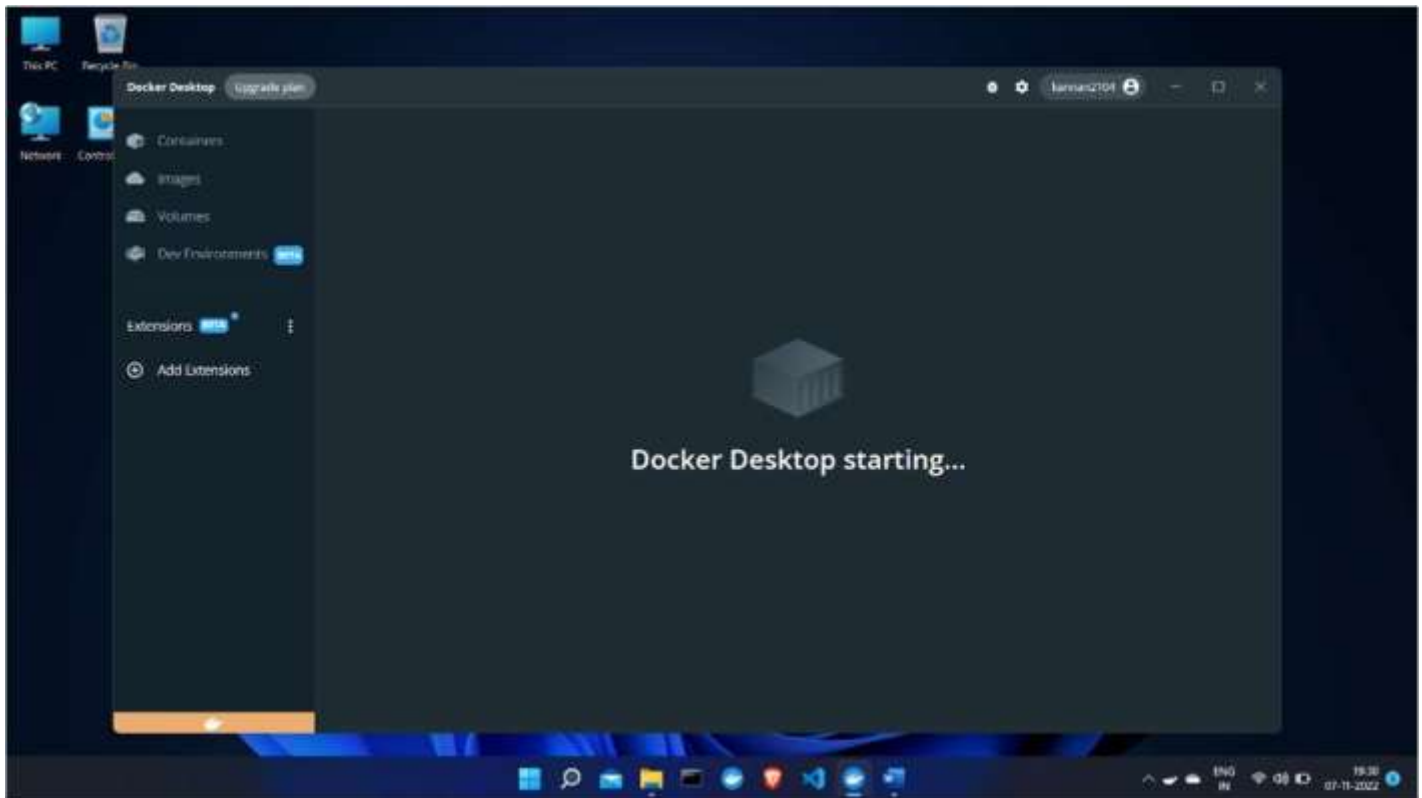 This PC
Recycle Bin
Docker Desktop
Upgrade plan
Network
Containers
Images
Volumes
Dev Environments BETA
Extensions BETA
Add Extensions
Docker Desktop starting...
ENG
IN
19:30
07-11-2022